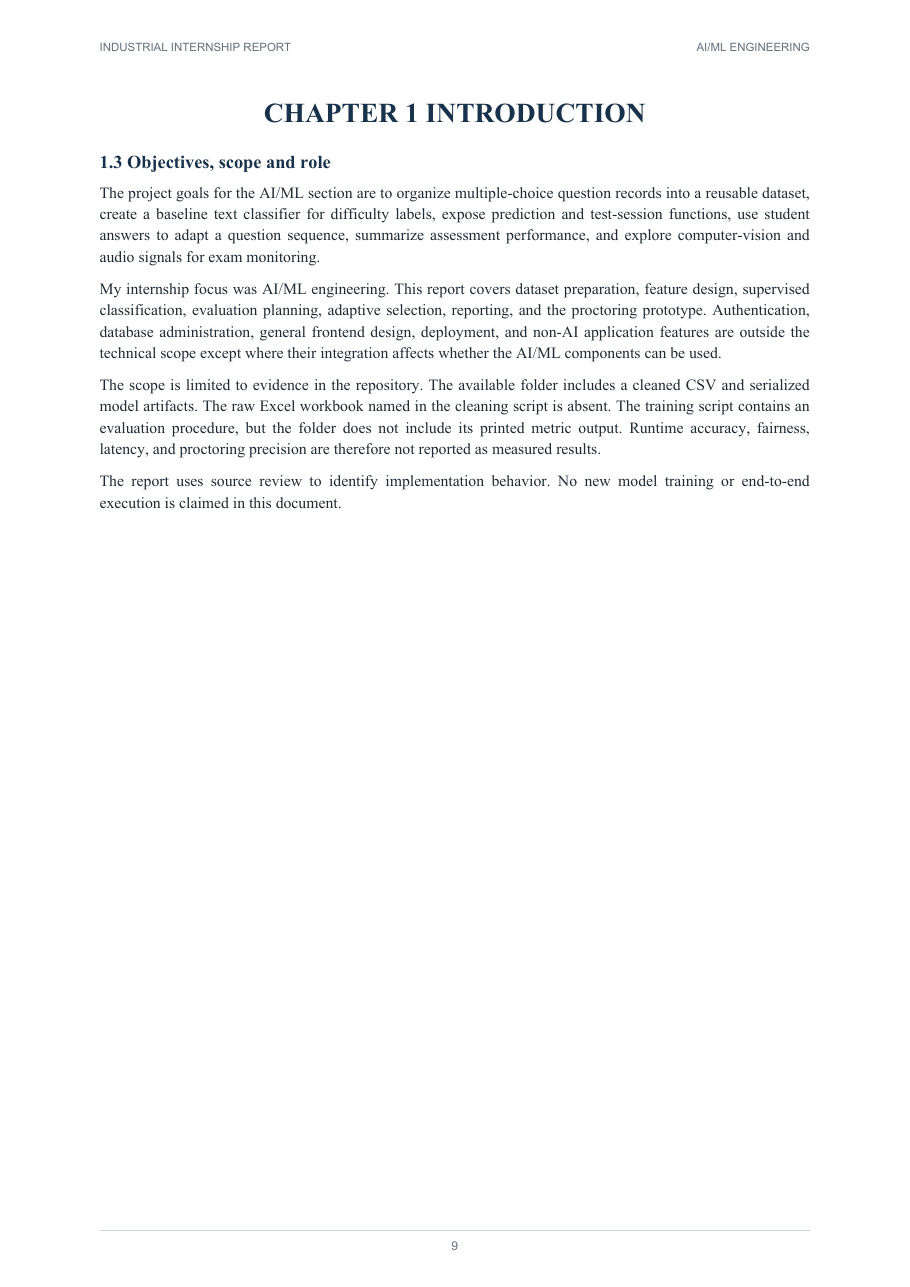 INDUSTRIAL INTERNSHIP REPORT
AI/ML ENGINEERING
CHAPTER 1 INTRODUCTION
1.3 Objectives, scope and role
The project goals for the AI/ML section are to organize multiple-choice question records into a reusable dataset,
create a baseline text classifier for difficulty labels, expose prediction and test-session functions, use student
answers to adapt a question sequence, summarize assessment performance, and explore computer-vision and
audio signals for exam monitoring.
My internship focus was AI/ML engineering. This report covers dataset preparation, feature design, supervised
classification, evaluation planning, adaptive selection, reporting, and the proctoring prototype. Authentication,
database administration, general frontend design, deployment, and non-AI application features are outside the
technical scope except where their integration affects whether the AI/ML components can be used.
The scope is limited to evidence in the repository. The available folder includes a cleaned CSV and serialized
model artifacts. The raw Excel workbook named in the cleaning script is absent. The training script contains an
evaluation procedure, but the folder does not include its printed metric output. Runtime accuracy, fairness,
latency, and proctoring precision are therefore not reported as measured results.
The report uses source review to identify implementation behavior. No new model training or end-to-end
execution is claimed in this document.
9